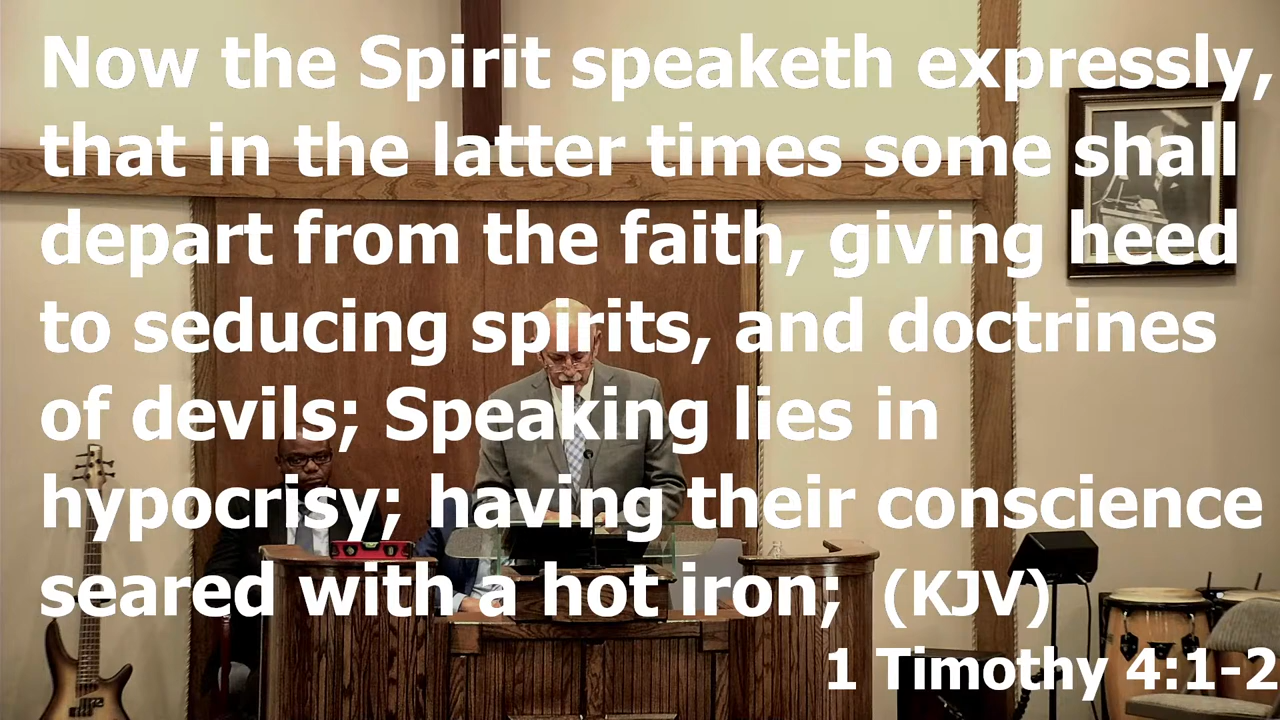 Now the Spirit speaketh expressly,
that in the latter times some shall
depart from the faith, giving heed
to seducing spirits, and doctrines
of devils; Speaking lies in
hypocrisy; having their conscience
seared with a hot iron; (KJV)
1 Timothy 4:1-2